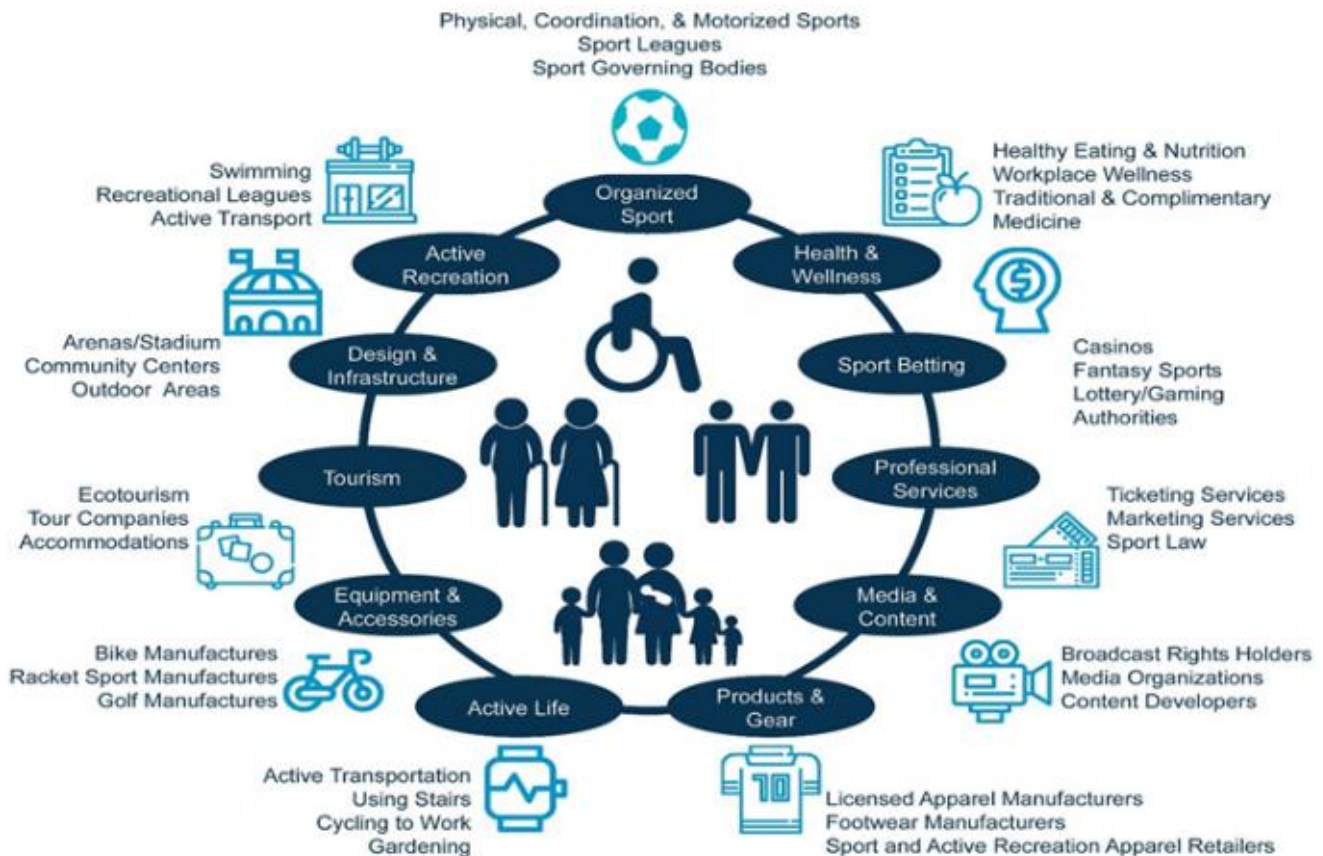 Physical, Coordination, & Motorized Sports
Sport Leagues
Sport Governing Bodies
Organized
Sport
Healthy Eating & Nutrition
Workplace Wellness
Traditional & Complimentary
Medicine
Health &
Wellness
Casinos
Fantasy Sports
Lottery/Gaming
Authorities
Sport Betting
Professional
Services
Ticketing Services
Marketing Services
Sport Law
Media &
Content
Broadcast Rights Holders
Media Organizations
Content Developers
Products &
Gear
10
Licensed Apparel Manufacturers
Footwear Manufacturers
Sport and Active Recreation Apparel Retailers
Active Life
Active Transportation
Using Stairs
Cycling to Work
Gardening
Equipment &
Accessories
Bike Manufactures
Racket Sport Manufactures
Golf Manufactures
Tourism
Ecotourism
Tour Companies
Accommodations
Design &
Infrastructure
Arenas/Stadium
Community Centers
Outdoor Areas
Active
Recreation
Swimming
Recreational Leagues
Active Transport
$